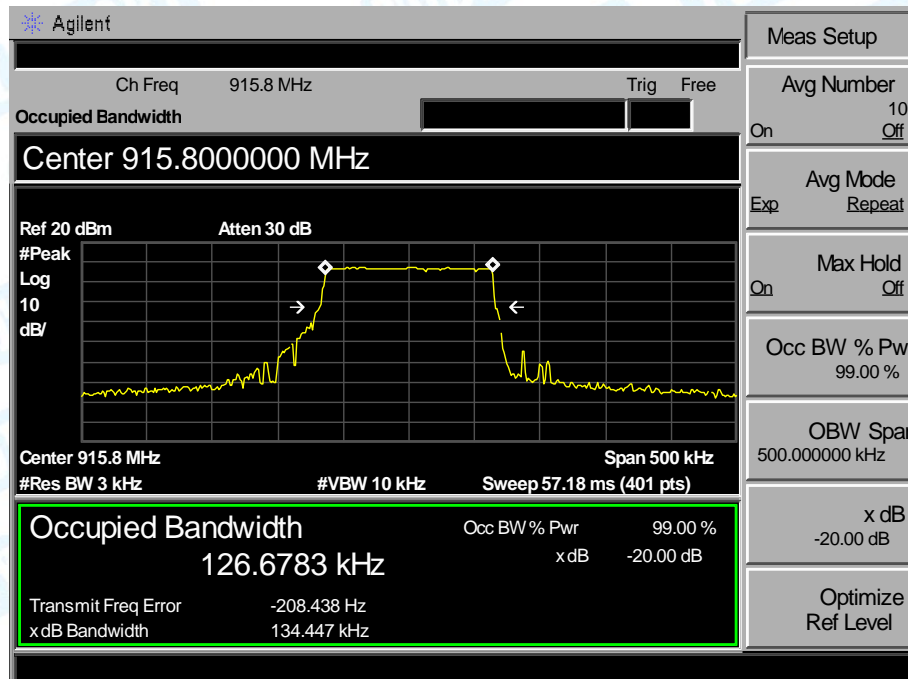 Agilent
Meas Setup
Ch Freq 915.8 MHz Trig Free
Occupied Bandwidth
Center 915.8000000 MHz
Avg Number
10
On Off
Avg Mode
Exp Repeat
Max Hold
On Off
Occ BW % Pw
99.00 %
OBW Spa
500.000000 kHz
x dB
-20.00 dB
Optimize
Ref Level
Ref 20 dBm Atten 30 dB
#Peak
Log
10
dB/
Center 915.8 MHz Span 500 kHz
#Res BW 3 kHz #VBW 10 kHz Sweep 57.18 ms (401 pts)
Occupied Bandwidth Occ BW % Pwr 99.00 %
126.6783 kHz x dB -20.00 dB
Transmit Freq Error -208.438 Hz
x dB Bandwidth 134.447 kHz